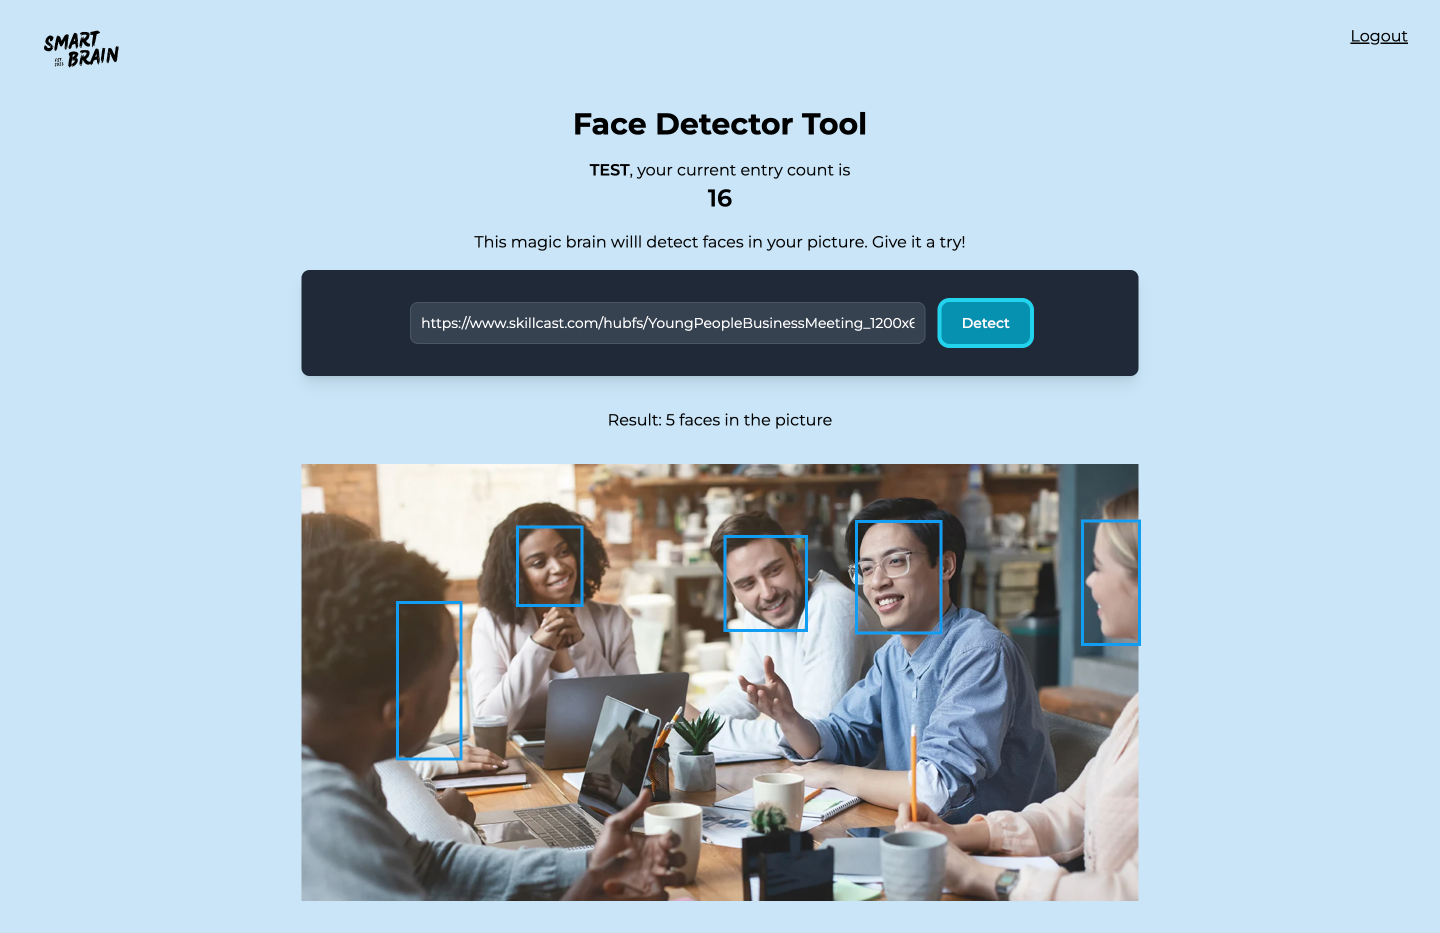 SMART
EST. BRAIN
Logout
Face Detector Tool
TEST, your current entry count is
16
This magic brain willl detect faces in your picture. Give it a try!
https://www.skillcast.com/hubfs/YoungPeopleBusinessMeeting_1200x6
Detect
Result: 5 faces in the picture